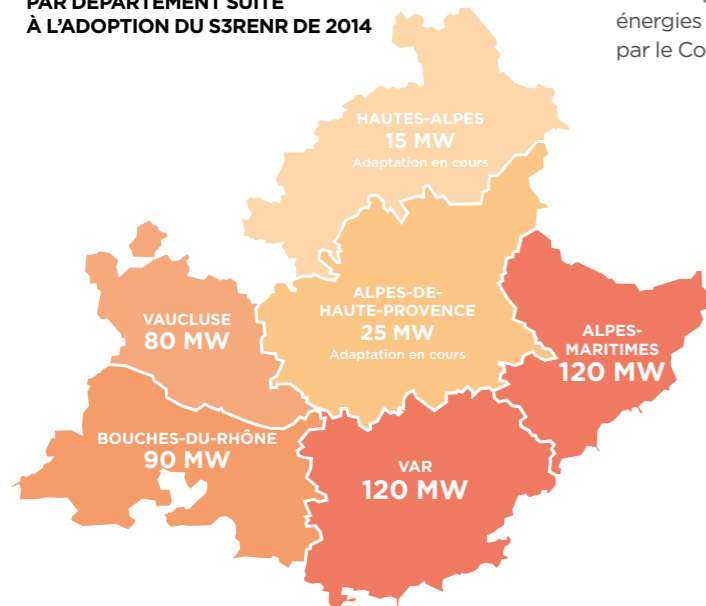 PAR DÉPARTEMENT SUITE
À L'ADOPTION DU S3RENR DE 2014
énergies
par le Co
HAUTES-ALPES
15 MW
Adaptation en cours
ALPES-DE-
HAUTE-PROVENCE
25 MW
Adaptation en cours
VAUCLUSE
80 MW
ALPES-
MARITIMES
120 MW
BOUCHES-DU-RHÔNE
90 MW
VAR
120 MW